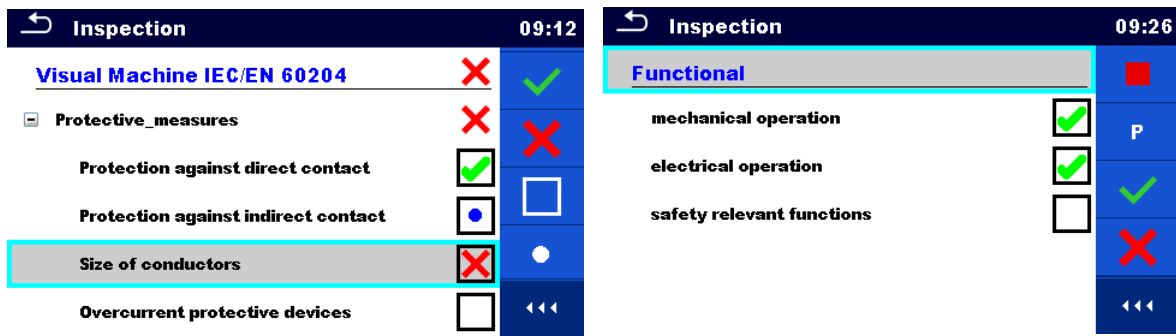 Inspection 09:12
Visual Machine IEC/EN 60204
Protective_measures
Protection against direct contact
Protection against indirect contact
Size of conductors
Overcurrent protective devices
Inspection 09:26
Functional
mechanical operation
P
electrical operation
safety relevant functions